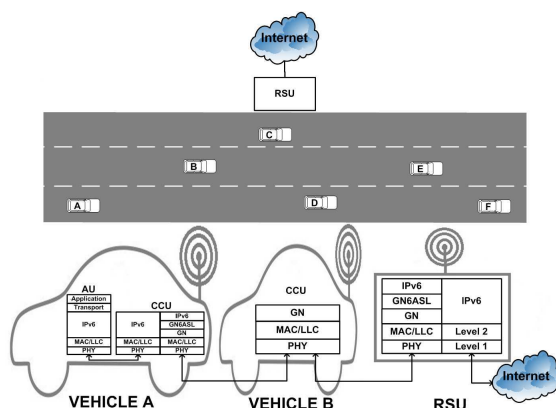 Internet
RSU
C
B
E
A
D
F
AU
Application
Transport
IPv6
MAC/LLC
PHY
CCU
IPv6
MAC/LLC
PHY
IPv6
GN6ASL
GN
MAC/LLC
PHY
VEHICLE A
CCU
GN
MAC/LLC
PHY
VEHICLE B
IPv6
GN6ASL
GN
MAC/LLC
PHY
IPv6
Level 2
Level 1
RSU
Internet